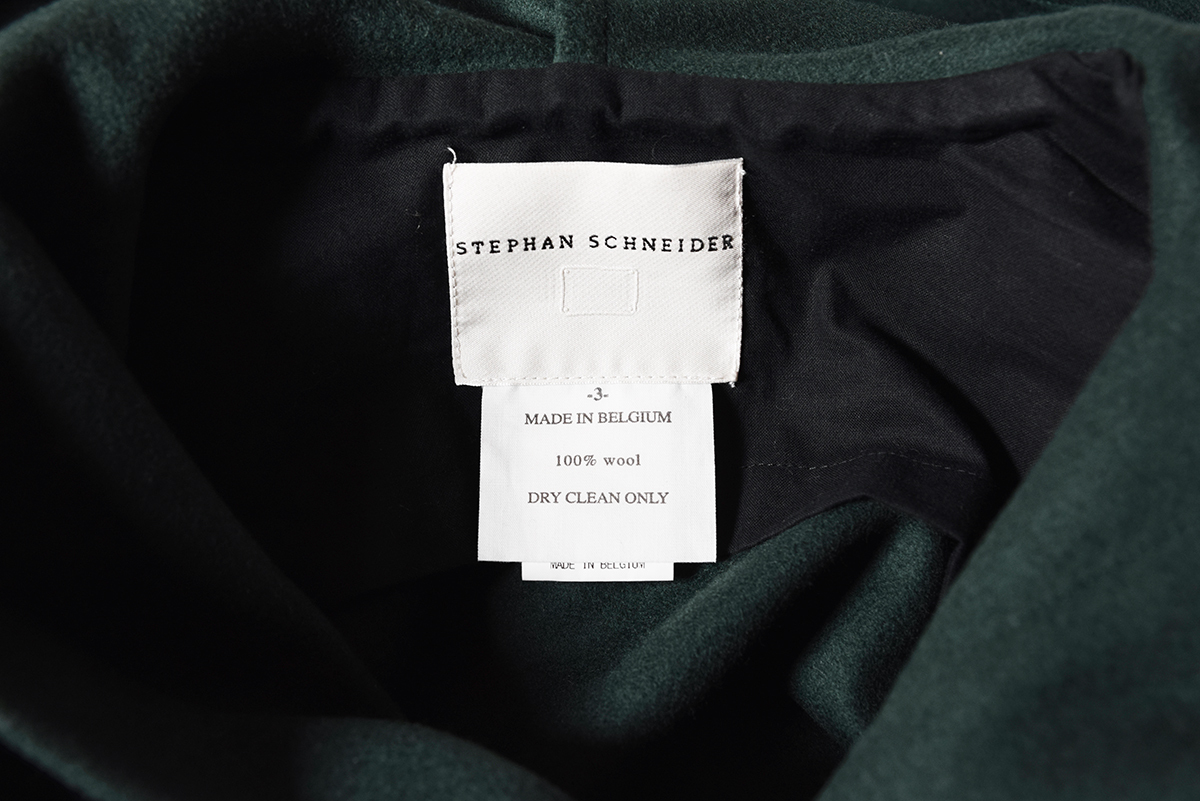 STEPHAN SCHNEIDER
-3-
MADE IN BELGIUM
100% wool
DRY CLEAN ONLY
MADE IN BELGIUM